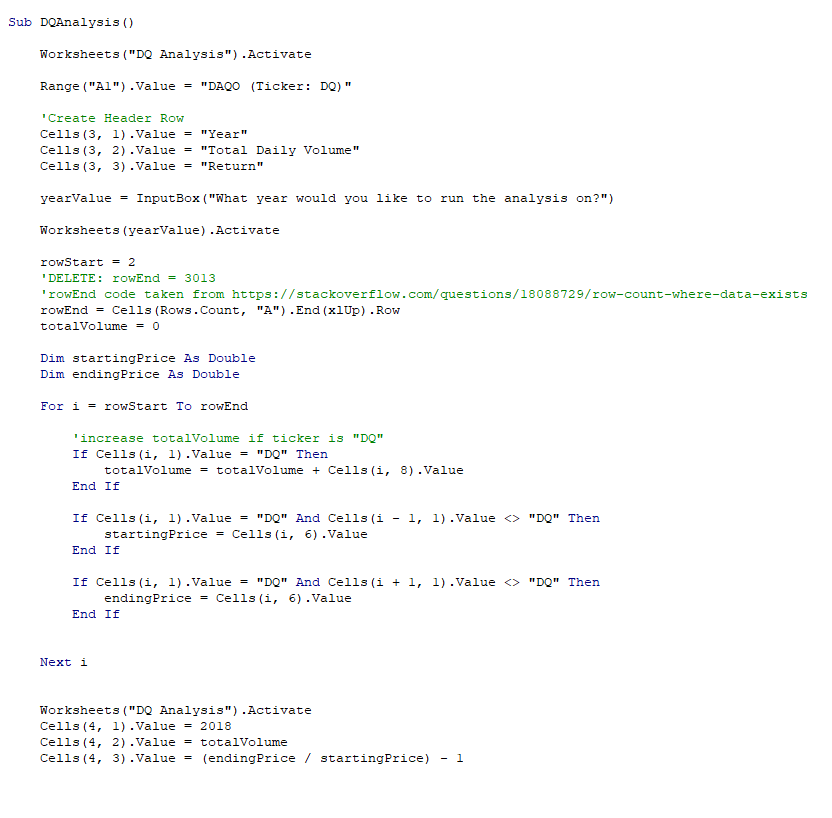 Sub DQAnalysis()
Worksheets("DQ Analysis").Activate
Range("A1").Value = "DAQO (Ticker: DQ)"
'Create Header Row
Cells(3, 1).Value = "Year"
Cells(3, 2).Value = "Total Daily Volume"
Cells(3, 3).Value = "Return"
yearValue = InputBox("What year would you like to run the analysis on?")
Worksheets(yearValue).Activate
rowStart = 2
'DELETE: rowEnd = 3013
'rowEnd code taken from https://stackoverflow.com/questions/18088729/row-count-where-data-exists
rowEnd = Cells(Rows.Count, "A").End(xlUp).Row
totalVolume = 0
Dim startingPrice As Double
Dim endingPrice As Double
For i = rowStart To rowEnd
'increase totalVolume if ticker is "DQ"
If Cells(i, 1).Value = "DQ" Then
totalVolume = totalVolume + Cells(i, 8).Value
End If
If Cells(i, 1).Value = "DQ" And Cells(i - 1, 1).Value <> "DQ" Then
startingPrice = Cells(i, 6).Value
End If
If Cells(i, 1).Value = "DQ" And Cells(i + 1, 1).Value <> "DQ" Then
endingPrice = Cells(i, 6).Value
End If
Next i
Worksheets("DQ Analysis").Activate
Cells(4, 1).Value = 2018
Cells(4, 2).Value = totalVolume
Cells(4, 3).Value = (endingPrice / startingPrice) - 1